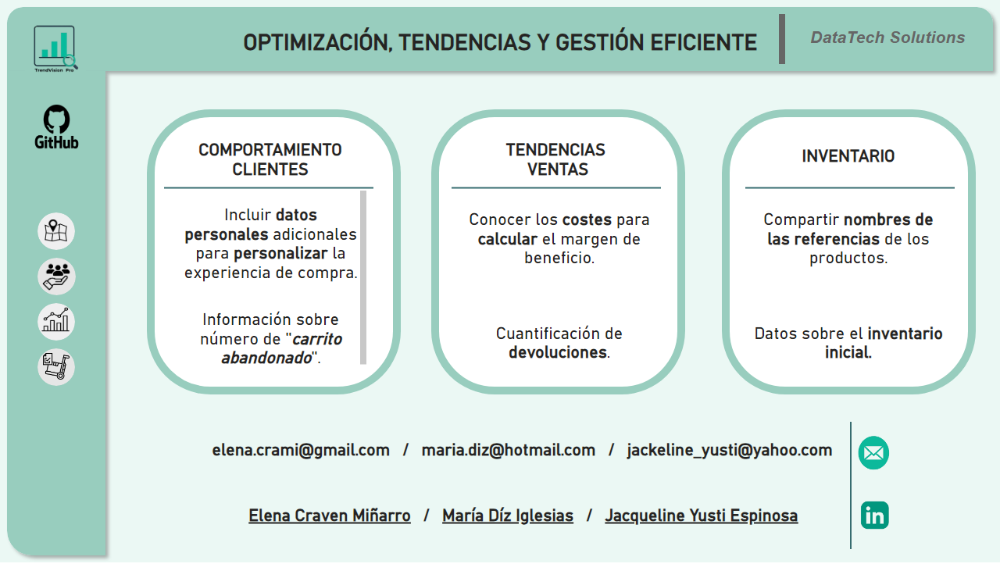 OPTIMIZACIÓN, TENDENCIAS Y GESTIÓN EFICIENTE
DataTech Solutions
TrendVision Pro
GitHub
COMPORTAMIENTO
CLIENTES
Incluir datos
personales adicionales
para personalizar la
experiencia de compra.
Información sobre
número de "carrito
abandonado".
TENDENCIAS
VENTAS
Conocer los costes para
calcular el margen de
beneficio.
Cuantificación de
devoluciones.
INVENTARIO
Compartir nombres de
las referencias de los
productos.
Datos sobre el inventario
inicial.
elena.crami@gmail.com / maria.diz@hotmail.com / jackeline_yusti@yahoo.com
Elena Craven Miñarro / María Díz Iglesias / Jacqueline Yusti Espinosa
in